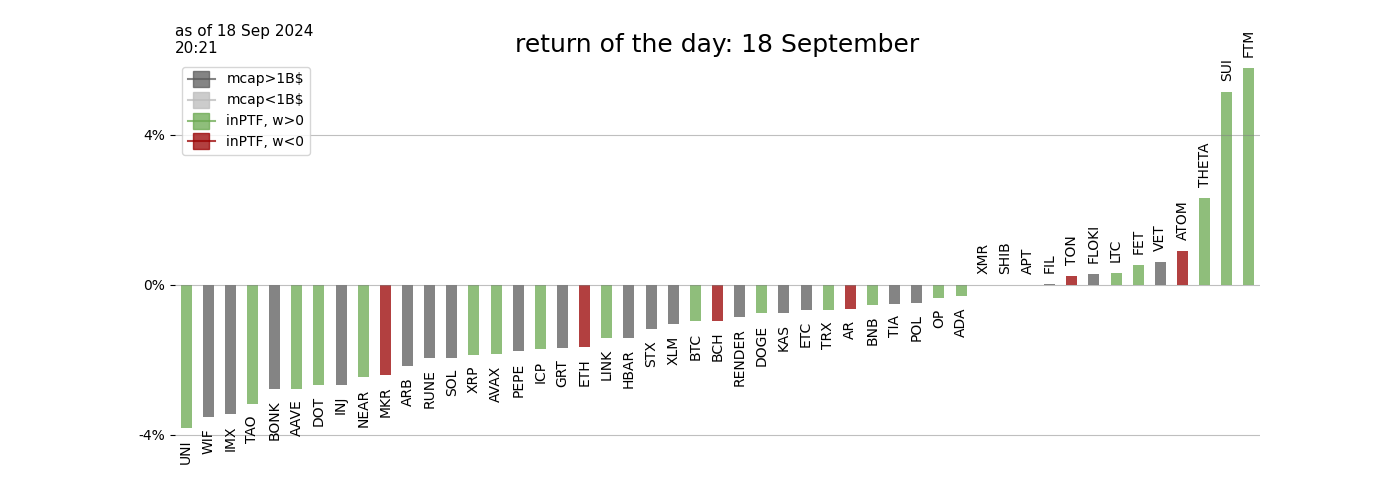 as of 18 Sep 2024
20:21
return of the day: 18 September
mcap>1B$
mcap<1B$
inPTF, w>0
inPTF, w<0
4%
0%
-4%
UNI
WIF
IMX
TAO
BONK
AAVE
DOT
INJ
NEAR
MKR
ARB
RUNE
SOL
XRP
AVAX
PEPE
ICP
GRT
ETH
LINK
HBAR
STX
XLM
BTC
BCH
RENDER
DOGE
KAS
ETC
TRX
AR
BNB
TIA
POL
OP
ADA
XMR
SHIB
APT
FIL
TON
FLOKI
LTC
FET
VET
ATOM
THETA
SUI
FTM